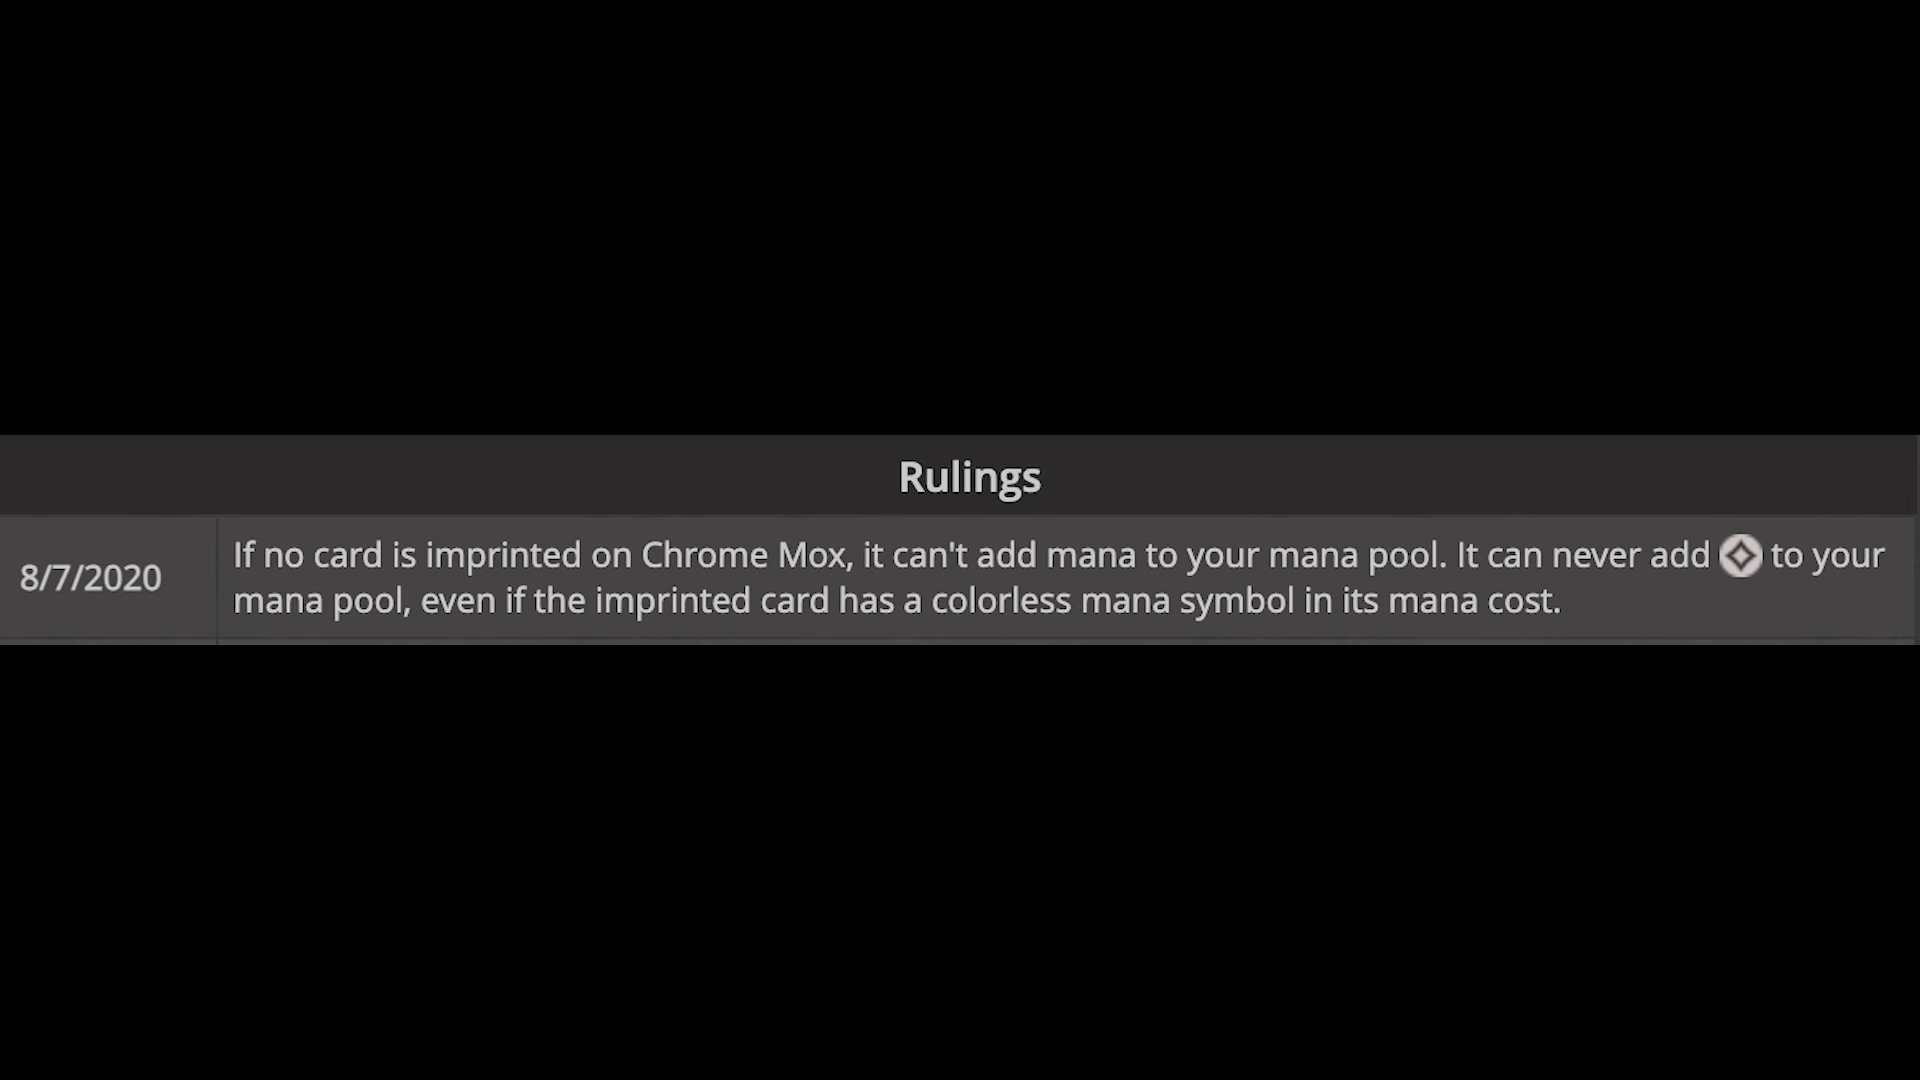 Rulings
8/7/2020
If no card is imprinted on Chrome Mox, it can't add mana to your mana pool. It can never add to your
mana pool, even if the imprinted card has a colorless mana symbol in its mana cost.